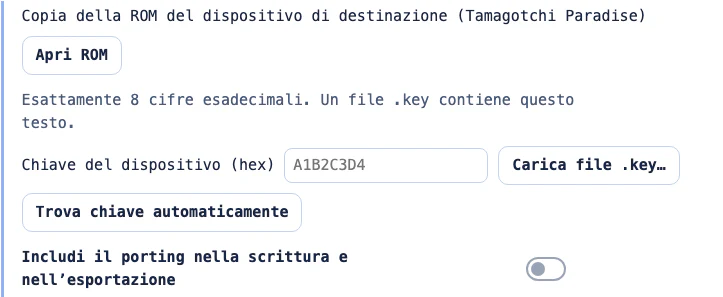 Copia della ROM del dispositivo di destinazione (Tamagotchi Paradise)
Apri ROM
Esattamente 8 cifre esadecimali. Un file .key contiene questo
testo.
Chiave del dispositivo (hex) A1B2C3D4 Carica file .key…
Trova chiave automaticamente
Includi il porting nella scrittura e
nell’esportazione